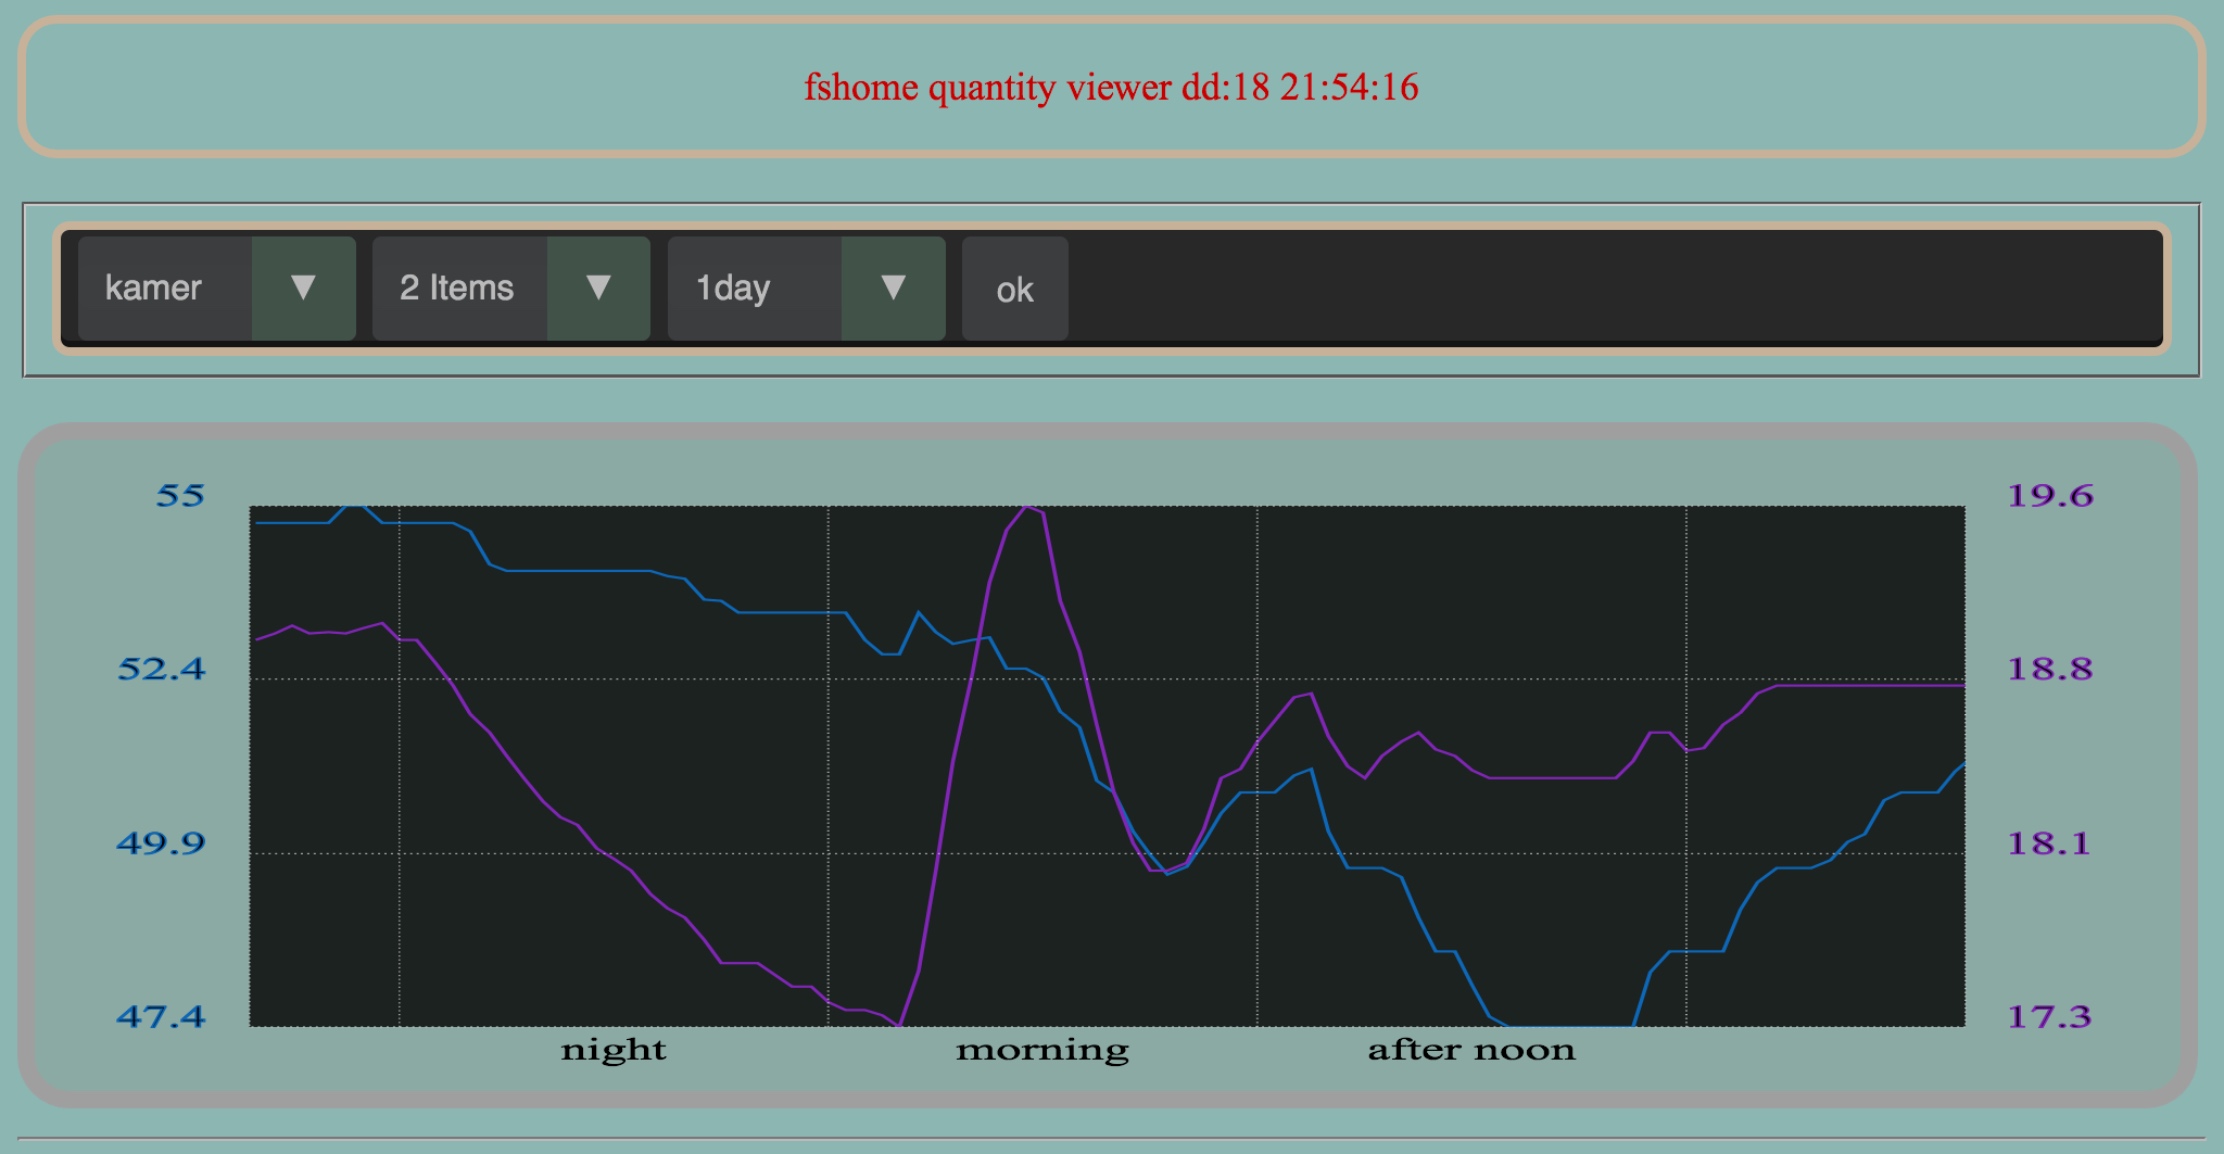 fshome quantity viewer dd:18 21:54:16
kamer ▼ 2 Items ▼ 1day ▼ ok
55 19.6
52.4 18.8
49.9 18.1
47.4 17.3
night morning after noon